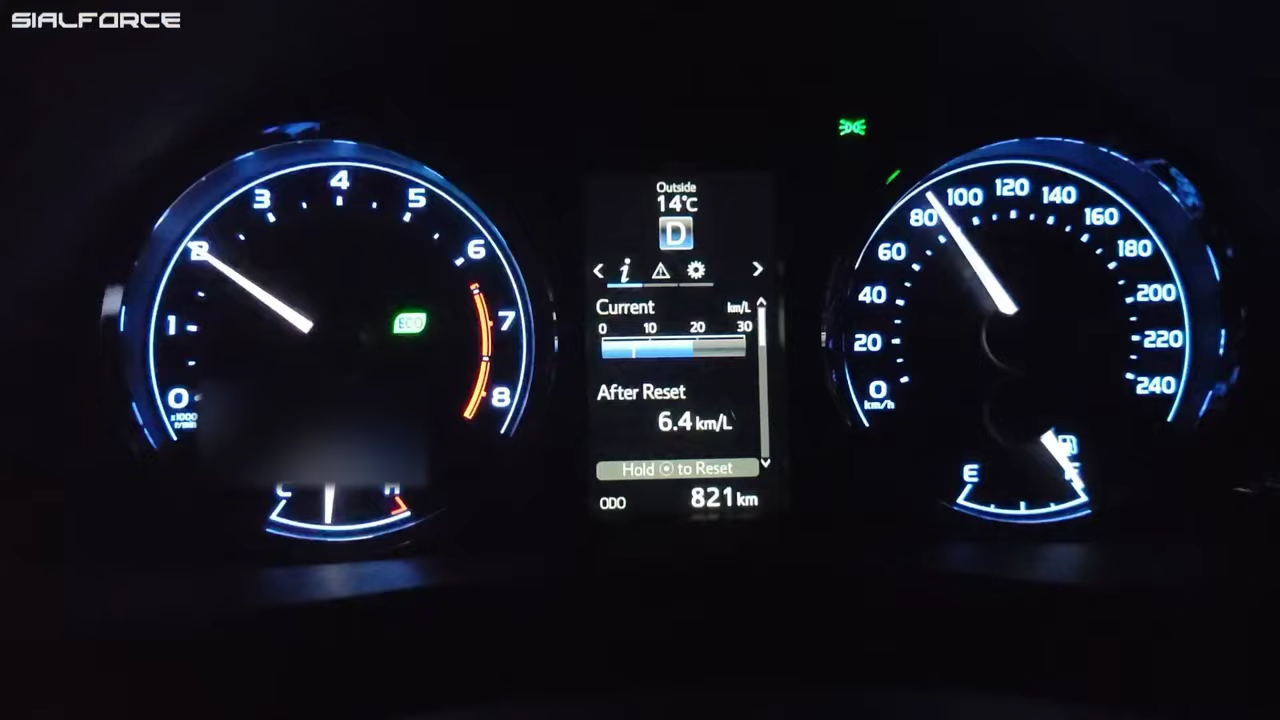 SIALFORCE
0
1
2
3
4
5
6
7
8
x1000
r/min
ECO
C
H
Outside
14°C
D
i
Current
km/L
0 10 20 30
After Reset
6.4 km/L
Hold to Reset
ODO 821 km
0
20
40
60
80
100
120
140
160
180
200
220
240
km/h
E
F